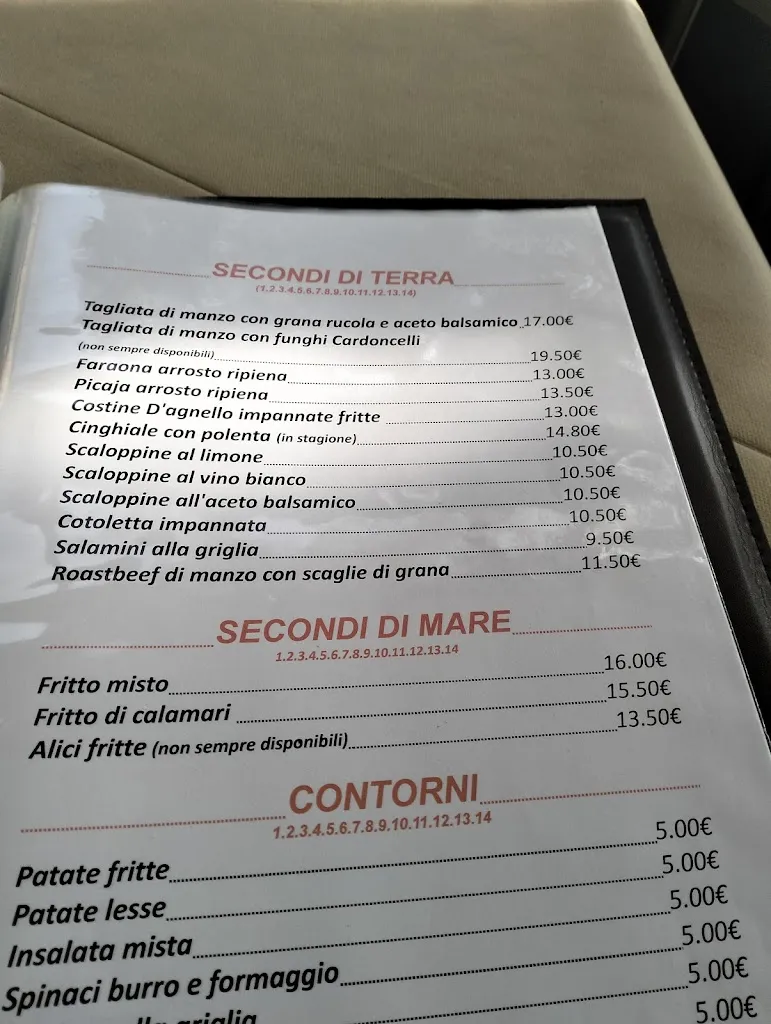 SECONDI DI TERRA
(1.2.3.4.5.6.7.8.9.10.11.12.13.14)
Tagliata di manzo con grana rucola e aceto balsamico 17.00€
Tagliata di manzo con funghi Cardoncelli
(non sempre disponibili) 19.50€
Faraona arrosto ripiena 13.00€
Picaja arrosto ripiena 13.50€
Costine D'agnello impannate fritte 13.00€
Cinghiale con polenta (in stagione) 14.80€
Scaloppine al limone 10.50€
Scaloppine al vino bianco 10.50€
Scaloppine all'aceto balsamico 10.50€
Cotoletta impannata 10.50€
Salamini alla griglia 9.50€
Roastbeef di manzo con scaglie di grana 11.50€
SECONDI DI MARE
1.2.3.4.5.6.7.8.9.10.11.12.13.14
Fritto misto 16.00€
Fritto di calamari 15.50€
Alici fritte (non sempre disponibili) 13.50€
CONTORNI
1.2.3.4.5.6.7.8.9.10.11.12.13.14
Patate fritte 5.00€
Patate lesse 5.00€
Insalata mista 5.00€
Spinaci burro e formaggio 5.00€
alla griglia 5.00€
5.00€